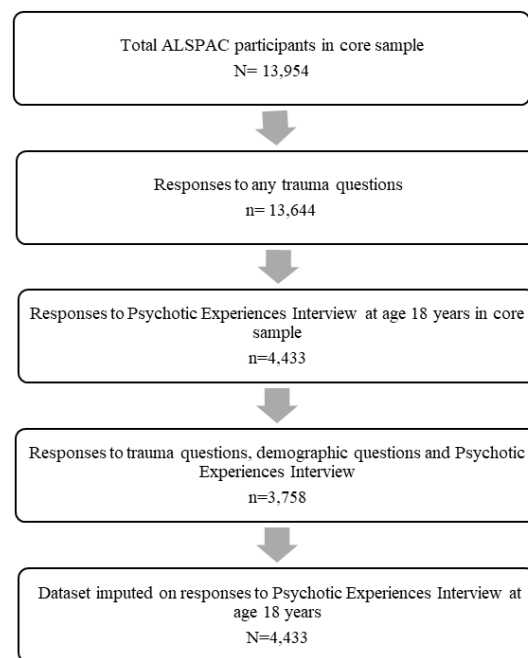 Total ALSPAC participants in core sample
N= 13,954
Responses to any trauma questions
n= 13,644
Responses to Psychotic Experiences Interview at age 18 years in core
sample
n=4,433
Responses to trauma questions, demographic questions and Psychotic
Experiences Interview
n=3,758
Dataset imputed on responses to Psychotic Experiences Interview at
age 18 years
N=4,433